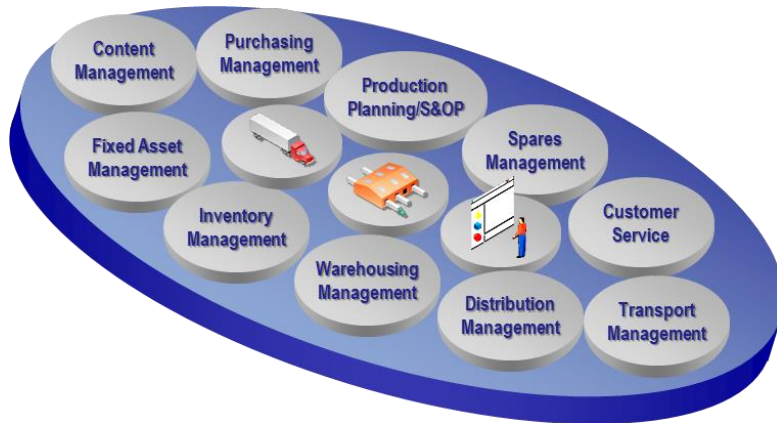 Content
Management
Purchasing
Management
Production
Planning/S&OP
Fixed Asset
Management
Spares
Management
Inventory
Management
Customer
Service
Warehousing
Management
Distribution
Management
Transport
Management